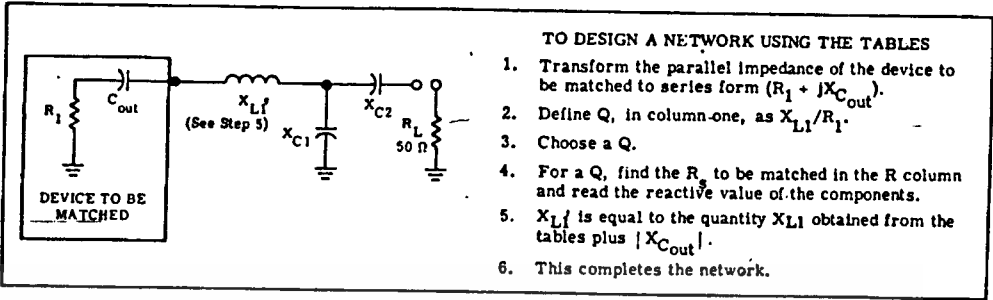 R1
Cout
XL1'
(See Step 5)
XC1
XC2
RL
50 Ω
DEVICE TO BE
MATCHED
TO DESIGN A NETWORK USING THE TABLES
1. Transform the parallel impedance of the device to
be matched to series form (R1 + jXCout).
2. Define Q, in column one, as XL1/R1.
3. Choose a Q.
4. For a Q, find the Rs to be matched in the R column
and read the reactive value of the components.
5. XL1' is equal to the quantity XL1 obtained from the
tables plus |XCout|.
6. This completes the network.